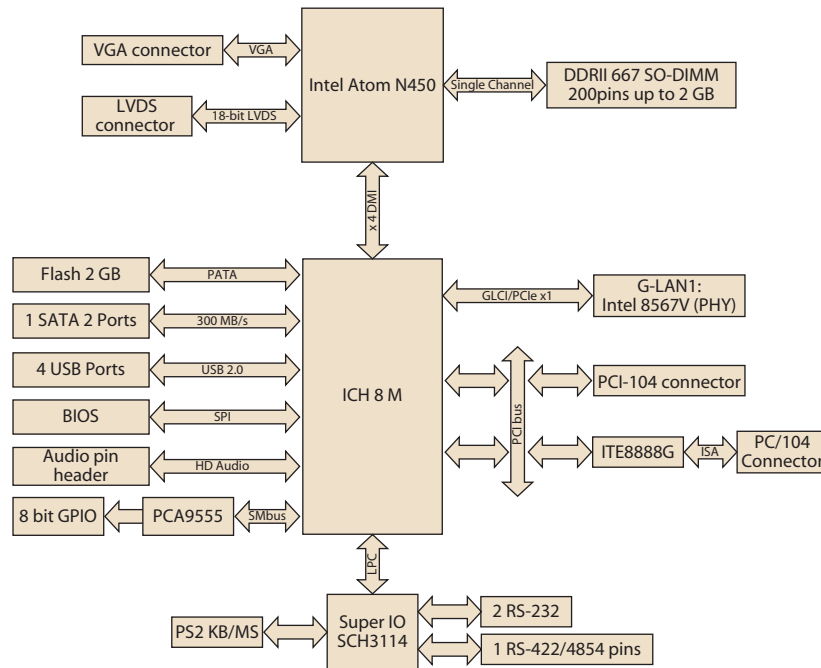 VGA connector
VGA
Intel Atom N450
Single Channel
DDRII 667 SO-DIMM
200pins up to 2 GB
LVDS
connector
18-bit LVDS
x 4 DMI
Flash 2 GB
PATA
GLCI/PCIe x1
G-LAN1:
Intel 8567V (PHY)
1 SATA 2 Ports
300 MB/s
4 USB Ports
USB 2.0
ICH 8 M
PCI bus
PCI-104 connector
BIOS
SPI
Audio pin
header
HD Audio
ITE8888G
ISA
PC/104
Connector
8 bit GPIO
PCA9555
SMbus
LPC
PS2 KB/MS
Super IO
SCH3114
2 RS-232
1 RS-422/4854 pins